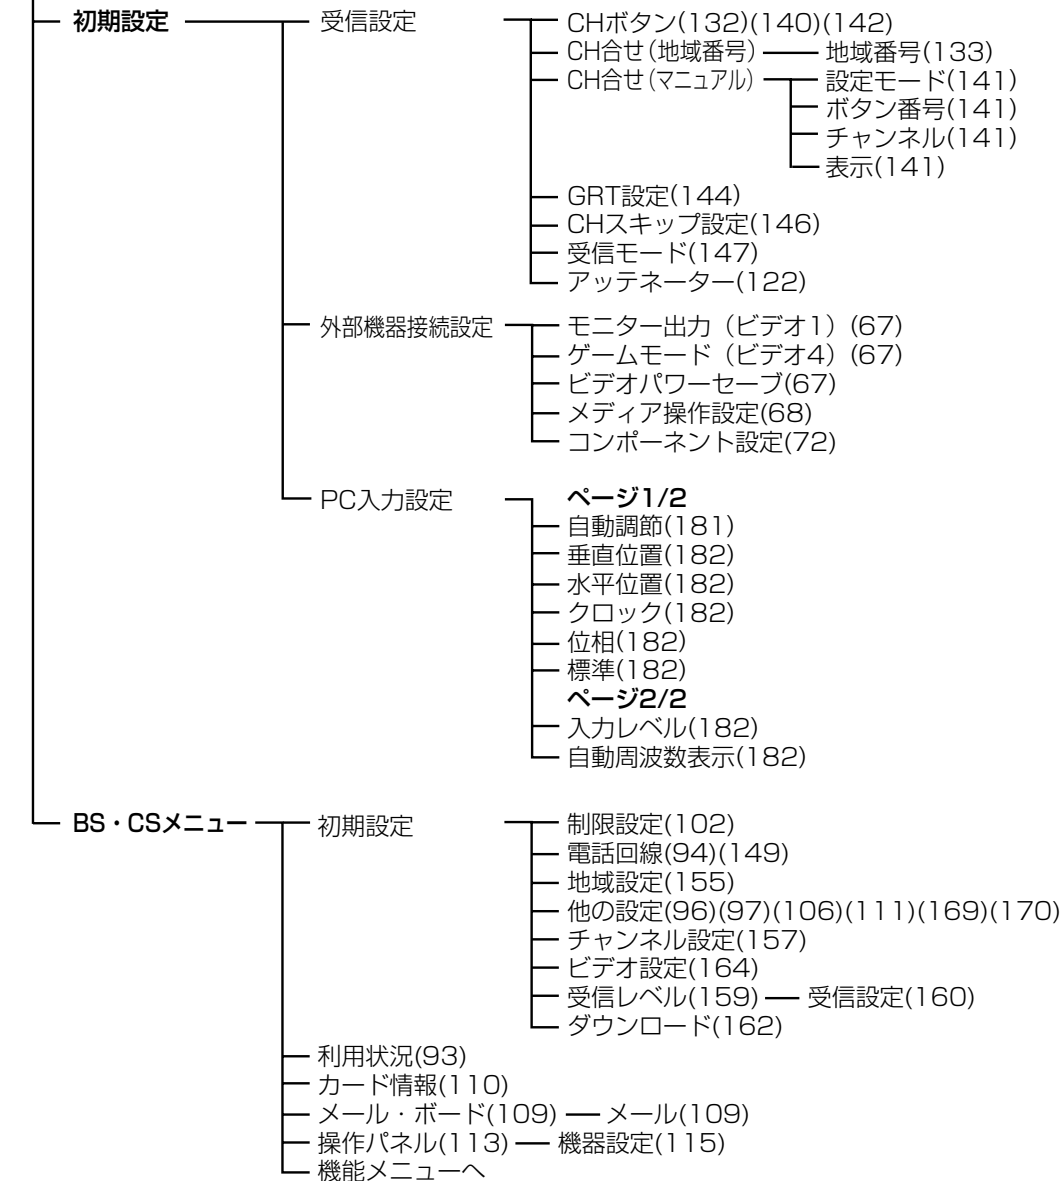 初期設定 受信設定 CHボタン(132)(140)(142)
CH合せ(地域番号) 地域番号(133)
CH合せ(マニュアル) 設定モード(141)
ボタン番号(141)
チャンネル(141)
表示(141)
GRT設定(144)
CHスキップ設定(146)
受信モード(147)
アッテネーター(122)
外部機器接続設定 モニター出力（ビデオ1）(67)
ゲームモード（ビデオ4）(67)
ビデオパワーセーブ(67)
メディア操作設定(68)
コンポーネント設定(72)
PC入力設定 ページ1/2
自動調節(181)
垂直位置(182)
水平位置(182)
クロック(182)
位相(182)
標準(182)
ページ2/2
入力レベル(182)
自動周波数表示(182)
BS・CSメニュー 初期設定 制限設定(102)
電話回線(94)(149)
地域設定(155)
他の設定(96)(97)(106)(111)(169)(170)
チャンネル設定(157)
ビデオ設定(164)
受信レベル(159) 受信設定(160)
ダウンロード(162)
利用状況(93)
カード情報(110)
メール・ボード(109) メール(109)
操作パネル(113) 機器設定(115)
機能メニューへ